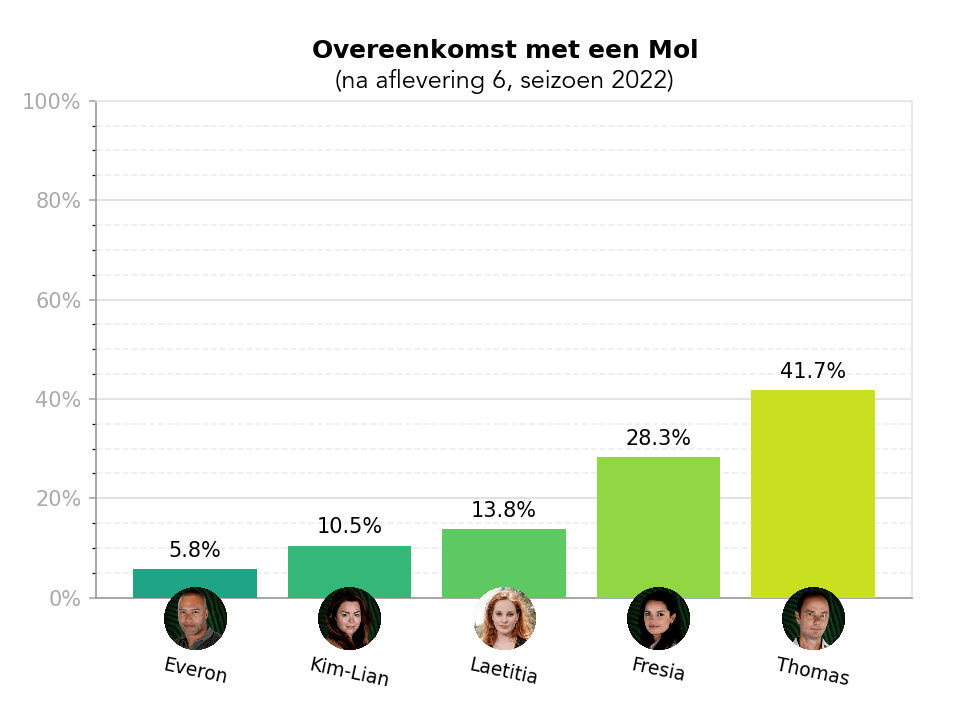 Overeenkomst met een Mol
(na aflevering 6, seizoen 2022)
100%
80%
60%
40%
20%
0%
5.8%
10.5%
13.8%
28.3%
41.7%
Everon
Kim-Lian
Laetitia
Fresia
Thomas